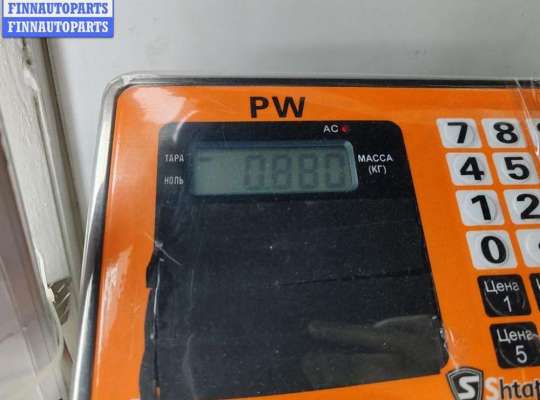 FINNAUTOPARTS
FINNAUTOPARTS
PW
AC
ТАРА
НОЛЬ
0.880
МАССА
(КГ)
7 8
4 5
1 2
0
Цена
1
Цена
5
S Shtap